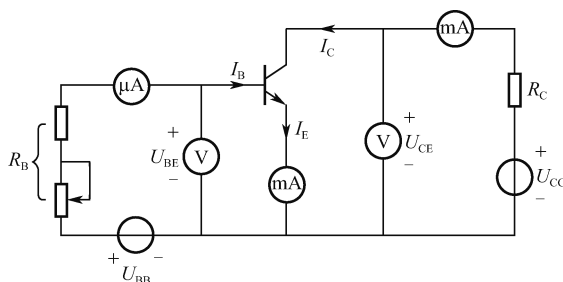 mA
I_C
μA
I_B
R_C
I_E
+
+
V
U_BE
V
U_CE
+
R_B
−
−
U_CC
mA
−
+ −
U_BB